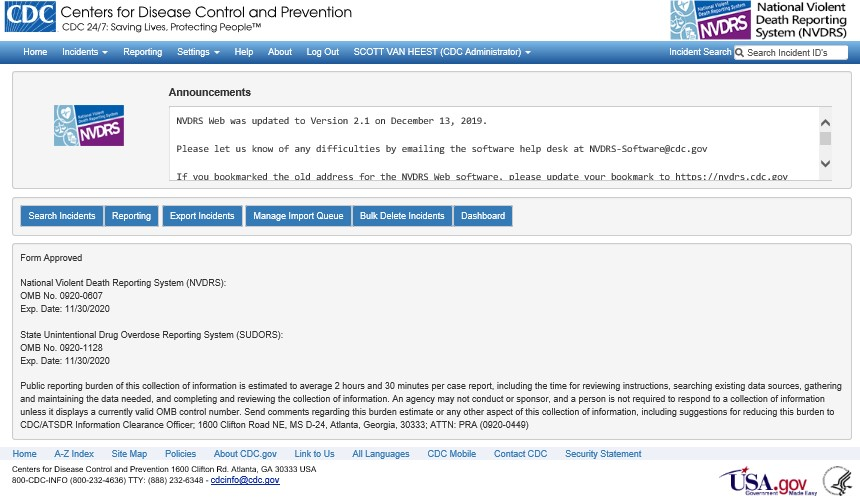 CDC
Centers for Disease Control and Prevention
CDC 24/7: Saving Lives, Protecting People™
NVDRS
National Violent
Death Reporting
System (NVDRS)
Home Incidents Reporting Settings Help About Log Out SCOTT VAN HEEST (CDC Administrator) Incident Search Search Incident ID's
Announcements
NVDRS
NVDRS Web was updated to Version 2.1 on December 13, 2019.
Please let us know of any difficulties by emailing the software help desk at NVDRS-Software@cdc.gov
If you bookmarked the old address for the NVDRS Web software, please update your bookmark to https://nvdrs.cdc.gov
Search Incidents Reporting Export Incidents Manage Import Queue Bulk Delete Incidents Dashboard
Form Approved
National Violent Death Reporting System (NVDRS):
OMB No. 0920-0607
Exp. Date: 11/30/2020
State Unintentional Drug Overdose Reporting System (SUDORS):
OMB No. 0920-1128
Exp. Date: 11/30/2020
Public reporting burden of this collection of information is estimated to average 2 hours and 30 minutes per case report, including the time for reviewing instructions, searching existing data sources, gathering
and maintaining the data needed, and completing and reviewing the collection of information. An agency may not conduct or sponsor, and a person is not required to respond to a collection of information
unless it displays a currently valid OMB control number. Send comments regarding this burden estimate or any other aspect of this collection of information, including suggestions for reducing this burden to
CDC/ATSDR Information Clearance Officer; 1600 Clifton Road NE, MS D-24, Atlanta, Georgia, 30333; ATTN: PRA (0920-0449)
Home A-Z Index Site Map Policies About CDC.gov Link to Us All Languages CDC Mobile Contact CDC Security Statement
Centers for Disease Control and Prevention 1600 Clifton Rd. Atlanta, GA 30333 USA
800-CDC-INFO (800-232-4636) TTY: (888) 232-6348 - cdcinfo@cdc.gov
USA.gov
Government Made Easy